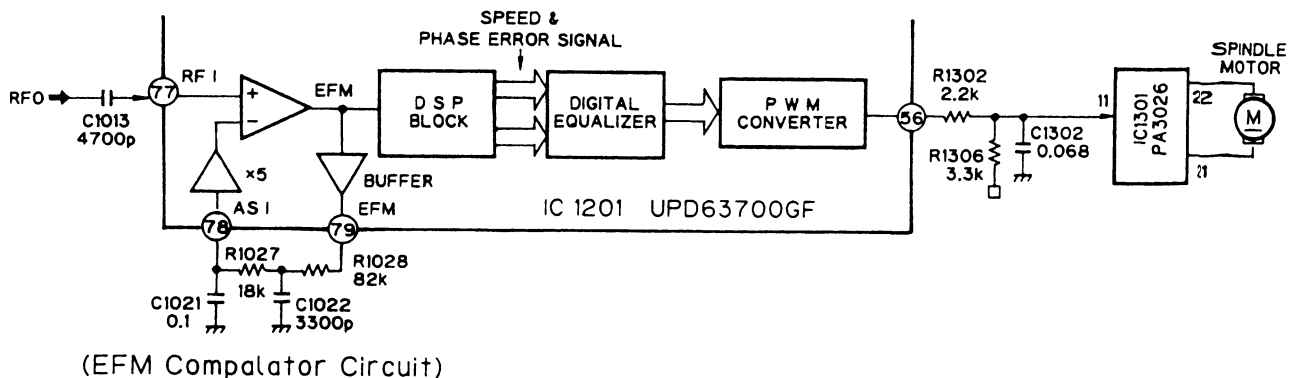 SPEED &
PHASE ERROR SIGNAL
SPINDLE
MOTOR
RFO
C1013
4700p
77
RF I
+
−
×5
EFM
DSP
BLOCK
DIGITAL
EQUALIZER
PWM
CONVERTER
56
R1302
2.2k
R1306
3.3k
C1302
0.068
11
IC1301
PA3026
22
21
M
BUFFER
AS I
78
EFM
79
IC 1201 UPD63700GF
R1027
18k
R1028
82k
C1021
0.1
C1022
3300p
(EFM Compalator Circuit)